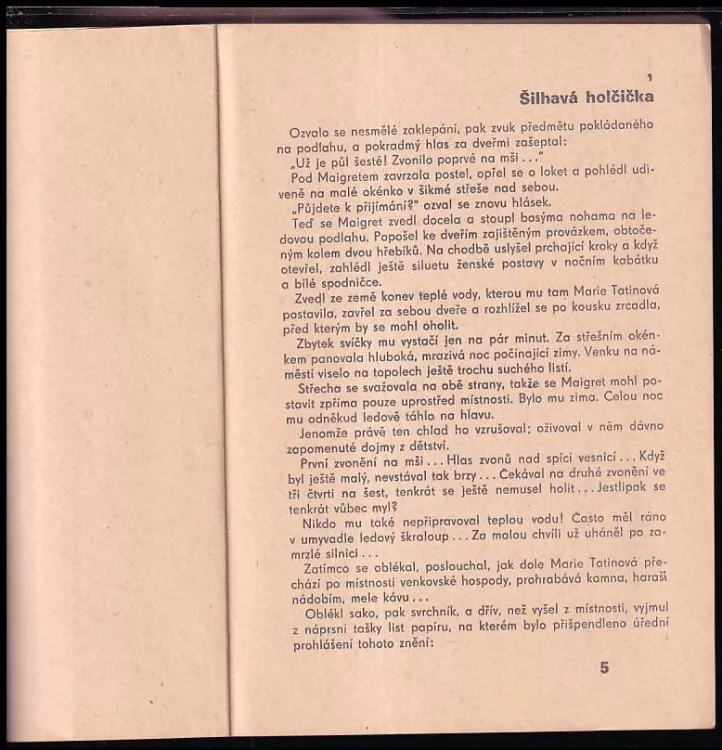 1
Šilhavá holčička
Ozvalo se nesmělé zaklepání, pak zvuk předmětu pokládaného
na podlahu, a pokradmý hlas za dveřmi zašeptal:
„Už je půl šesté! Zvonilo poprvé na mši..."
Pod Maigretem zavrzala postel, opřel se o loket a pohlédl udi-
veně na malé okénko v šikmé střeše nad sebou.
„Půjdete k přijímání?" ozval se znovu hlásek.
Teď se Maigret zvedl docela a stoupl bosýma nohama na le-
dovou podlahu. Popošel ke dveřím zajištěným provázkem, obtoče-
ným kolem dvou hřebíků. Na chodbě uslyšel prchající kroky a když
otevřel, zahlédl ještě siluetu ženské postavy v nočním kabátku
a bílé spodničce.
Zvedl ze země konev teplé vody, kterou mu tam Marie Tatinová
postavila, zavřel za sebou dveře a rozhlížel se po kousku zrcadla,
před kterým by se mohl oholit.
Zbytek svíčky mu vystačí jen na pár minut. Za střešním okén-
kem panovala hluboká, mrazivá noc počínající zimy. Venku na ná-
městí viselo na topolech ještě trochu suchého listí.
Střecha se svažovala na obě strany, takže se Maigret mohl po-
stavit zpříma pouze uprostřed místnosti. Bylo mu zima. Celou noc
mu odněkud ledově táhlo na hlavu.
Jenomže právě ten chlad ho vzrušoval; oživoval v něm dávno
zapomenuté dojmy z dětství.
První zvonění na mši... Hlas zvonů nad spící vesnicí... Když
byl ještě malý, nevstával tak brzy... Čekával na druhé zvonění ve
tři čtvrti na šest, tenkrát se ještě nemusel holit... Jestlipak se
tenkrát vůbec myl?
Nikdo mu také nepřipravoval teplou vodu! Často měl ráno
v umyvadle ledový škraloup... Za malou chvíli už uháněl po za-
mrzlé silnici...
Zatímco se oblékal, poslouchal, jak dole Marie Tatinová pře-
chází po místnosti venkovské hospody, prohrabává kamna, haraší
nádobím, mele kávu...
Oblékl sako, pak svrchník, a dřív, než vyšel z místnosti, vyjmul
z náprsní tašky list papíru, na kterém bylo přišpendleno úřední
prohlášení tohoto znění:
5